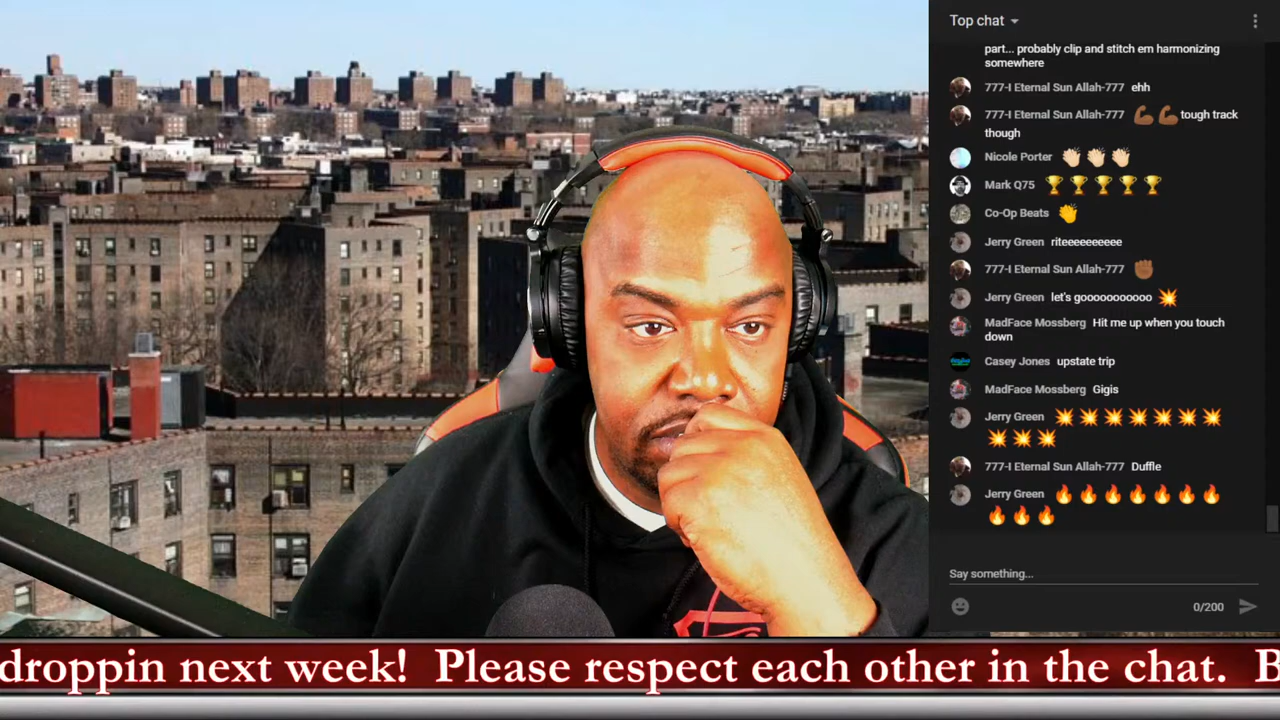 Top chat
part... probably clip and stitch em harmonizing
somewhere
777-I Eternal Sun Allah-777 ehh
777-I Eternal Sun Allah-777 💪🏾💪🏾tough track
though
Nicole Porter 👏🏻👏🏻👏🏻
Mark Q75 🏆🏆🏆🏆🏆
Co-Op Beats 👏
Jerry Green riteeeeeeeeee
777-I Eternal Sun Allah-777 ✊🏾
Jerry Green let's gooooooooooo 💥
MadFace Mossberg Hit me up when you touch
down
Casey Jones upstate trip
MadFace Mossberg Gigis
Jerry Green 💥💥💥💥💥💥💥
💥💥💥
777-I Eternal Sun Allah-777 Duffle
Jerry Green 🔥🔥🔥🔥🔥🔥🔥
🔥🔥🔥
Say something...
0/200
droppin next week! Please respect each other in the chat. B